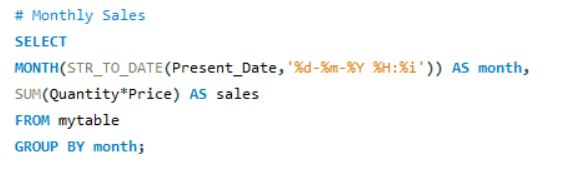 # Monthly Sales
SELECT
MONTH(STR_TO_DATE(Present_Date,'%d-%m-%Y %H:%i')) AS month,
SUM(Quantity*Price) AS sales
FROM mytable
GROUP BY month;